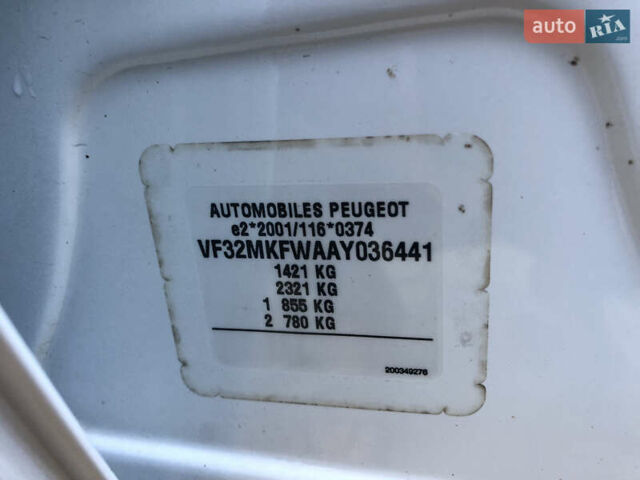 auto RIA.com
AUTOMOBILES PEUGEOT
e2*2001/116*0374
VF32MKFWAAY036441
1421 KG
2321 KG
1 855 KG
2 780 KG
200349276